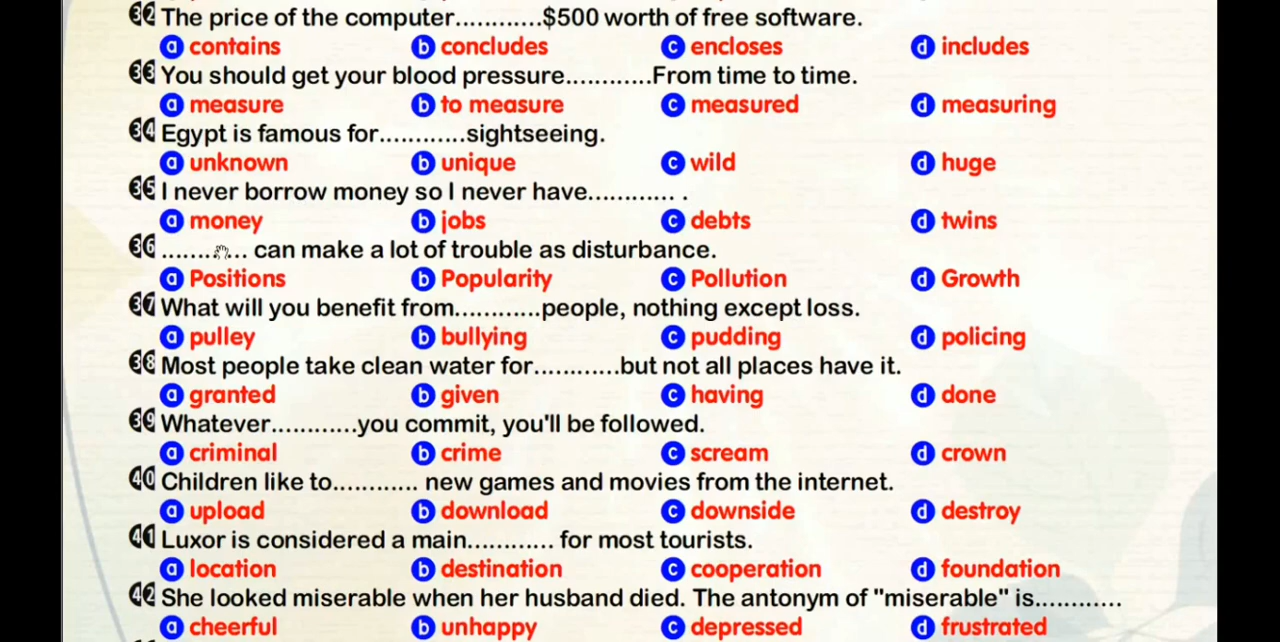 32 The price of the computer............$500 worth of free software.
a contains b concludes c encloses d includes
33 You should get your blood pressure............From time to time.
a measure b to measure c measured d measuring
34 Egypt is famous for............sightseeing.
a unknown b unique c wild d huge
35 I never borrow money so I never have............ .
a money b jobs c debts d twins
36 ............ can make a lot of trouble as disturbance.
a Positions b Popularity c Pollution d Growth
37 What will you benefit from............people, nothing except loss.
a pulley b bullying c pudding d policing
38 Most people take clean water for............but not all places have it.
a granted b given c having d done
39 Whatever............you commit, you'll be followed.
a criminal b crime c scream d crown
40 Children like to............ new games and movies from the internet.
a upload b download c downside d destroy
41 Luxor is considered a main............ for most tourists.
a location b destination c cooperation d foundation
42 She looked miserable when her husband died. The antonym of "miserable" is............
a cheerful b unhappy c depressed d frustrated